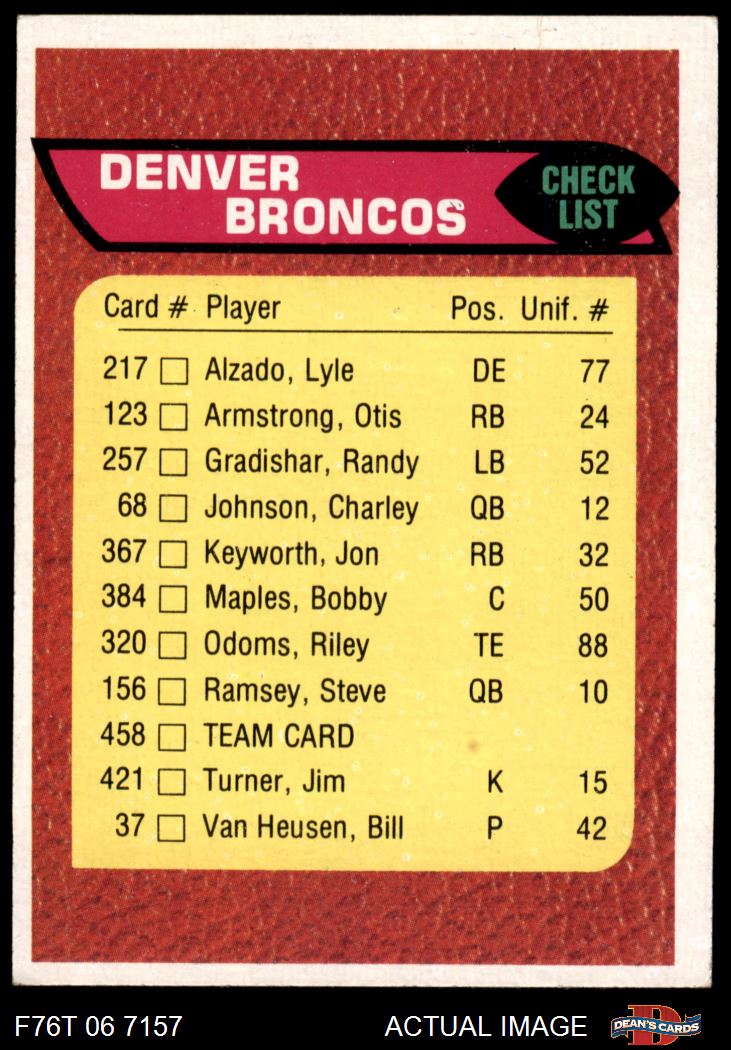 DENVER
BRONCOS
CHECK
LIST
Card # Player Pos. Unif. #
217 Alzado, Lyle DE 77
123 Armstrong, Otis RB 24
257 Gradishar, Randy LB 52
68 Johnson, Charley QB 12
367 Keyworth, Jon RB 32
384 Maples, Bobby C 50
320 Odoms, Riley TE 88
156 Ramsey, Steve QB 10
458 TEAM CARD
421 Turner, Jim K 15
37 Van Heusen, Bill P 42
F76T 06 7157 ACTUAL IMAGE
DEAN'S CARDS